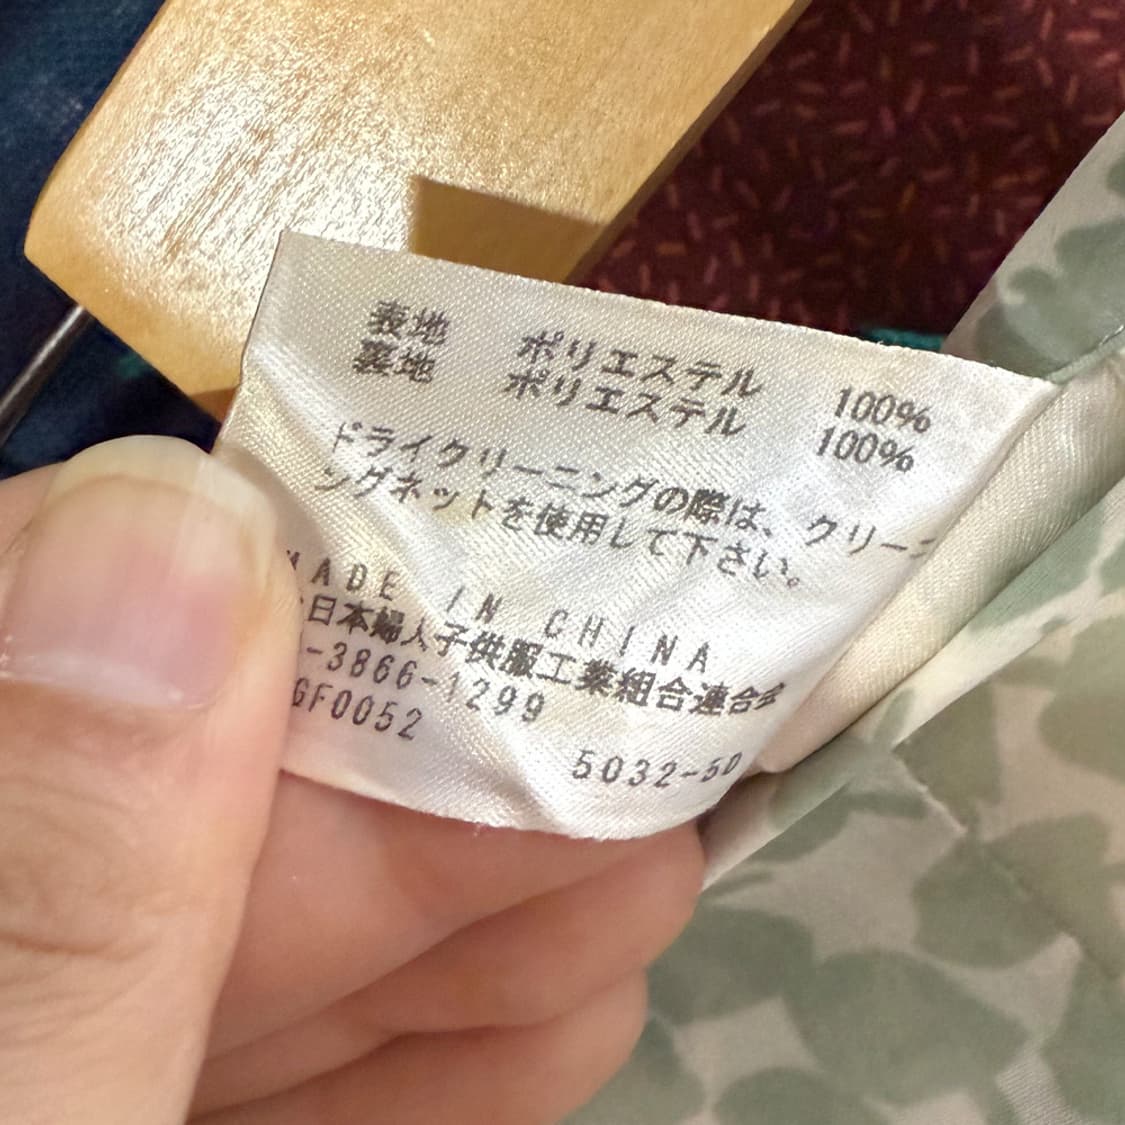 表地 ポリエステル 100%
裏地 ポリエステル 100%
ドライクリーニングの際は、クリーニ
ングネットを使用して下さい。
MADE IN CHINA
日本婦人子供服工業組合連合会
-3866-1299
GF0052
5032-50